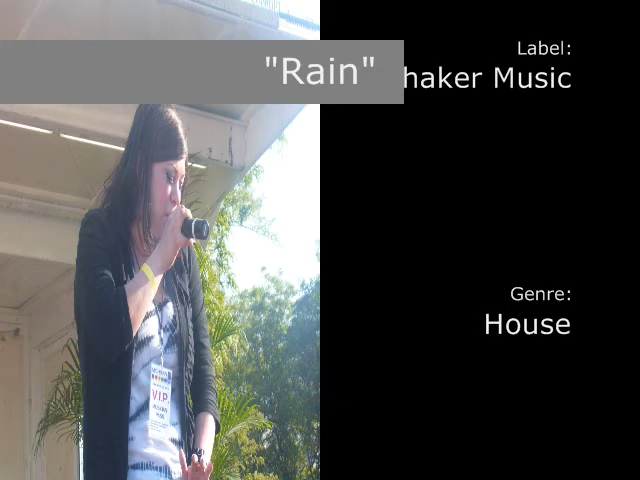 Label:
"Rain"
haker Music
V.I.P.
Genre:
House